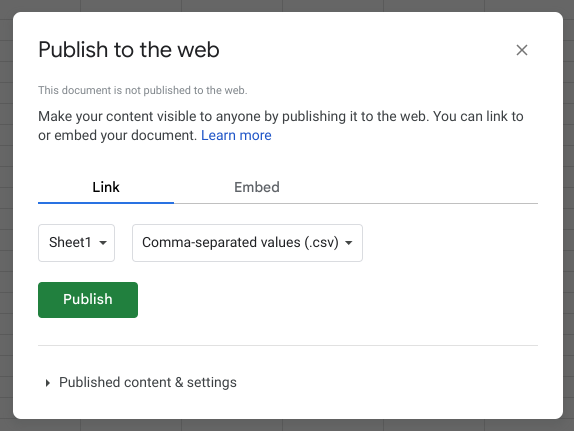 Publish to the web
This document is not published to the web.
Make your content visible to anyone by publishing it to the web. You can link to
or embed your document. Learn more
Link Embed
Sheet1 Comma-separated values (.csv)
Publish
Published content & settings